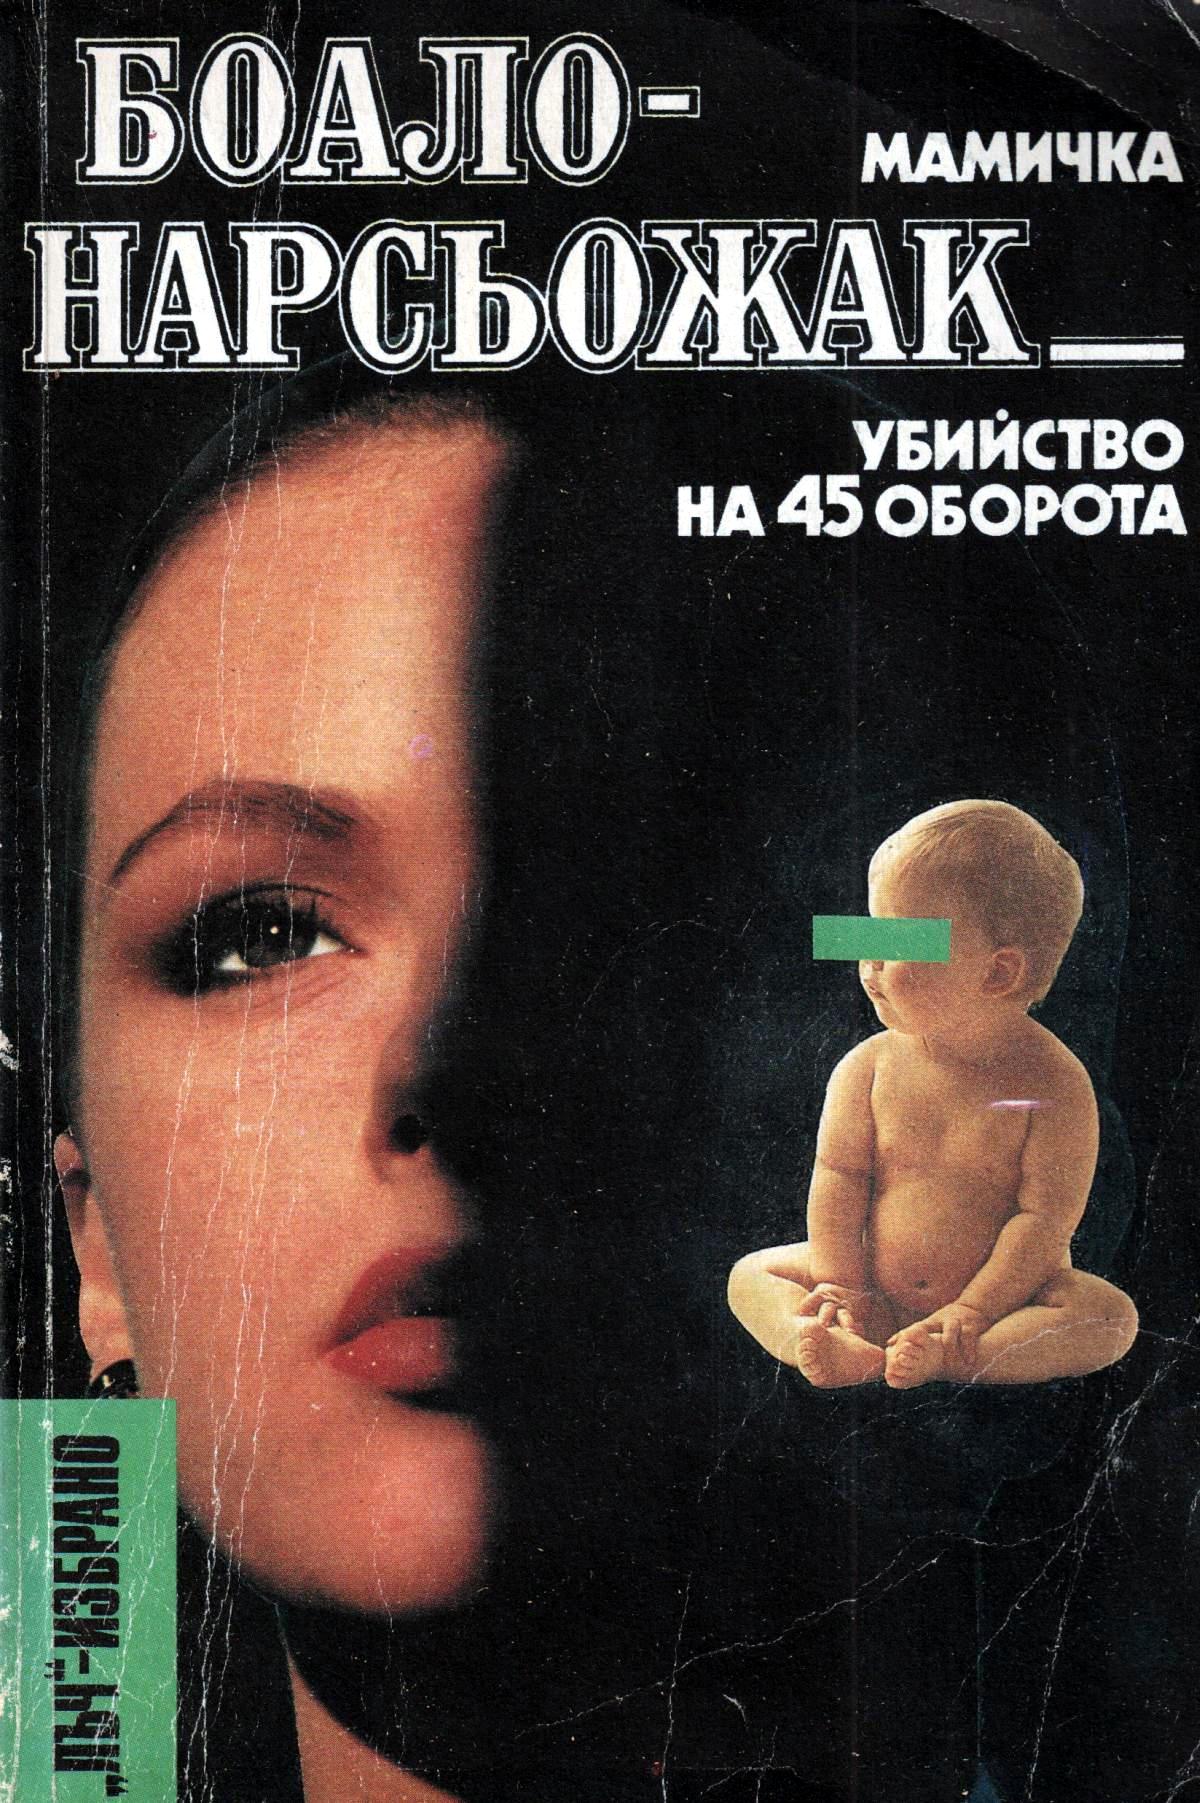 БОАЛО-
НАРСЬОЖАК
МАМИЧКА
УБИЙСТВО
НА 45 ОБОРОТА
„ЛЪЧ“-ИЗБРАНО